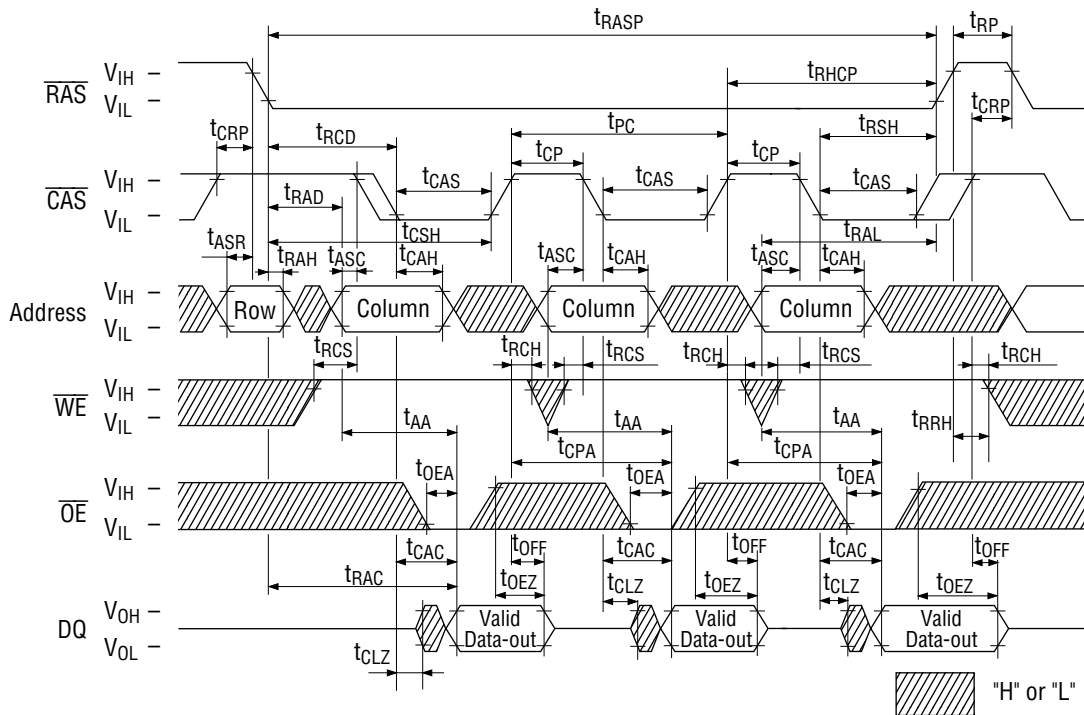 tRASP tRP
RAS VIH tRHCP
VIL tCRP tRCD tPC tRSH tCRP
CAS VIH tRAD tCAS tCP tCAS tCP tCAS
VIL tCSH tRAL
tASR tRAH tASC tCAH tASC tCAH tASC tCAH
Address VIH Row Column Column Column
VIL
tRCS tRCH tRCS tRCH tRCS tRCH
WE VIH
VIL tAA tAA tAA tRRH
tCPA tCPA
OE VIH tOEA tOEA tOEA
VIL
tCAC tOFF tCAC tOFF tCAC tOFF
tRAC tOEZ tCLZ tOEZ tCLZ tOEZ
DQ VOH Valid Data-out Valid Data-out Valid Data-out
VOL
tCLZ
"H" or "L"